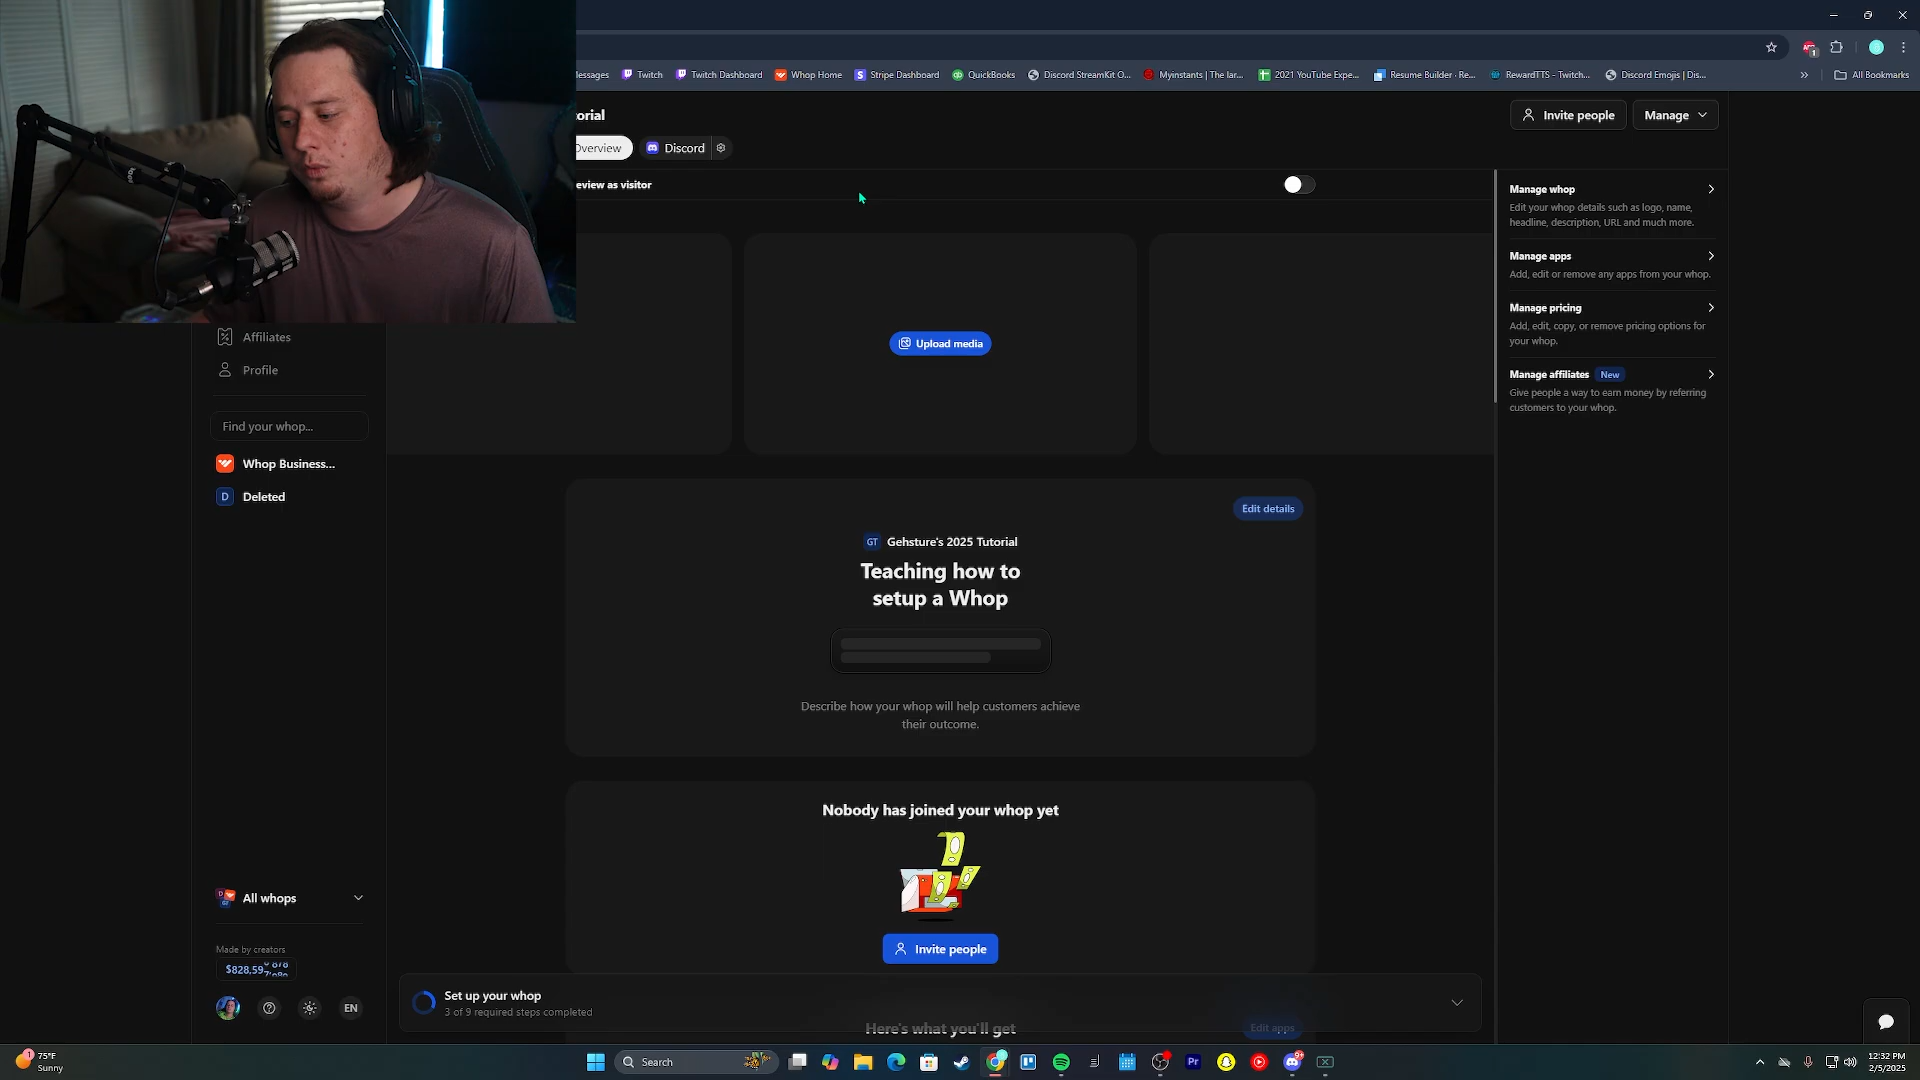 Messages
Twitch
Twitch Dashboard
Whop Home
Stripe Dashboard
QuickBooks
Discord StreamKit O...
Myinstants | The lar...
2021 YouTube Expe...
Resume Builder · Re...
RewardTTS - Twitch...
Discord Emojis | Dis...
»
All Bookmarks
torial
Invite people
Manage
Overview
Discord
eview as visitor
Manage whop
Edit your whop details such as logo, name,
headline, description, URL and much more.
Manage apps
Add, edit or remove any apps from your whop.
Manage pricing
Add, edit, copy, or remove pricing options for
your whop.
Manage affiliates New
Give people a way to earn money by referring
customers to your whop.
Affiliates
Profile
Find your whop...
Whop Business...
D Deleted
Upload media
Edit details
GT Gehsture's 2025 Tutorial
Teaching how to
setup a Whop
Describe how your whop will help customers achieve
their outcome.
Nobody has joined your whop yet
Invite people
All whops
Made by creators
$828,59
EN
Set up your whop
3 of 9 required steps completed
Here's what you'll get
Edit apps
75°F
Sunny
Search
12:32 PM
2/5/2025